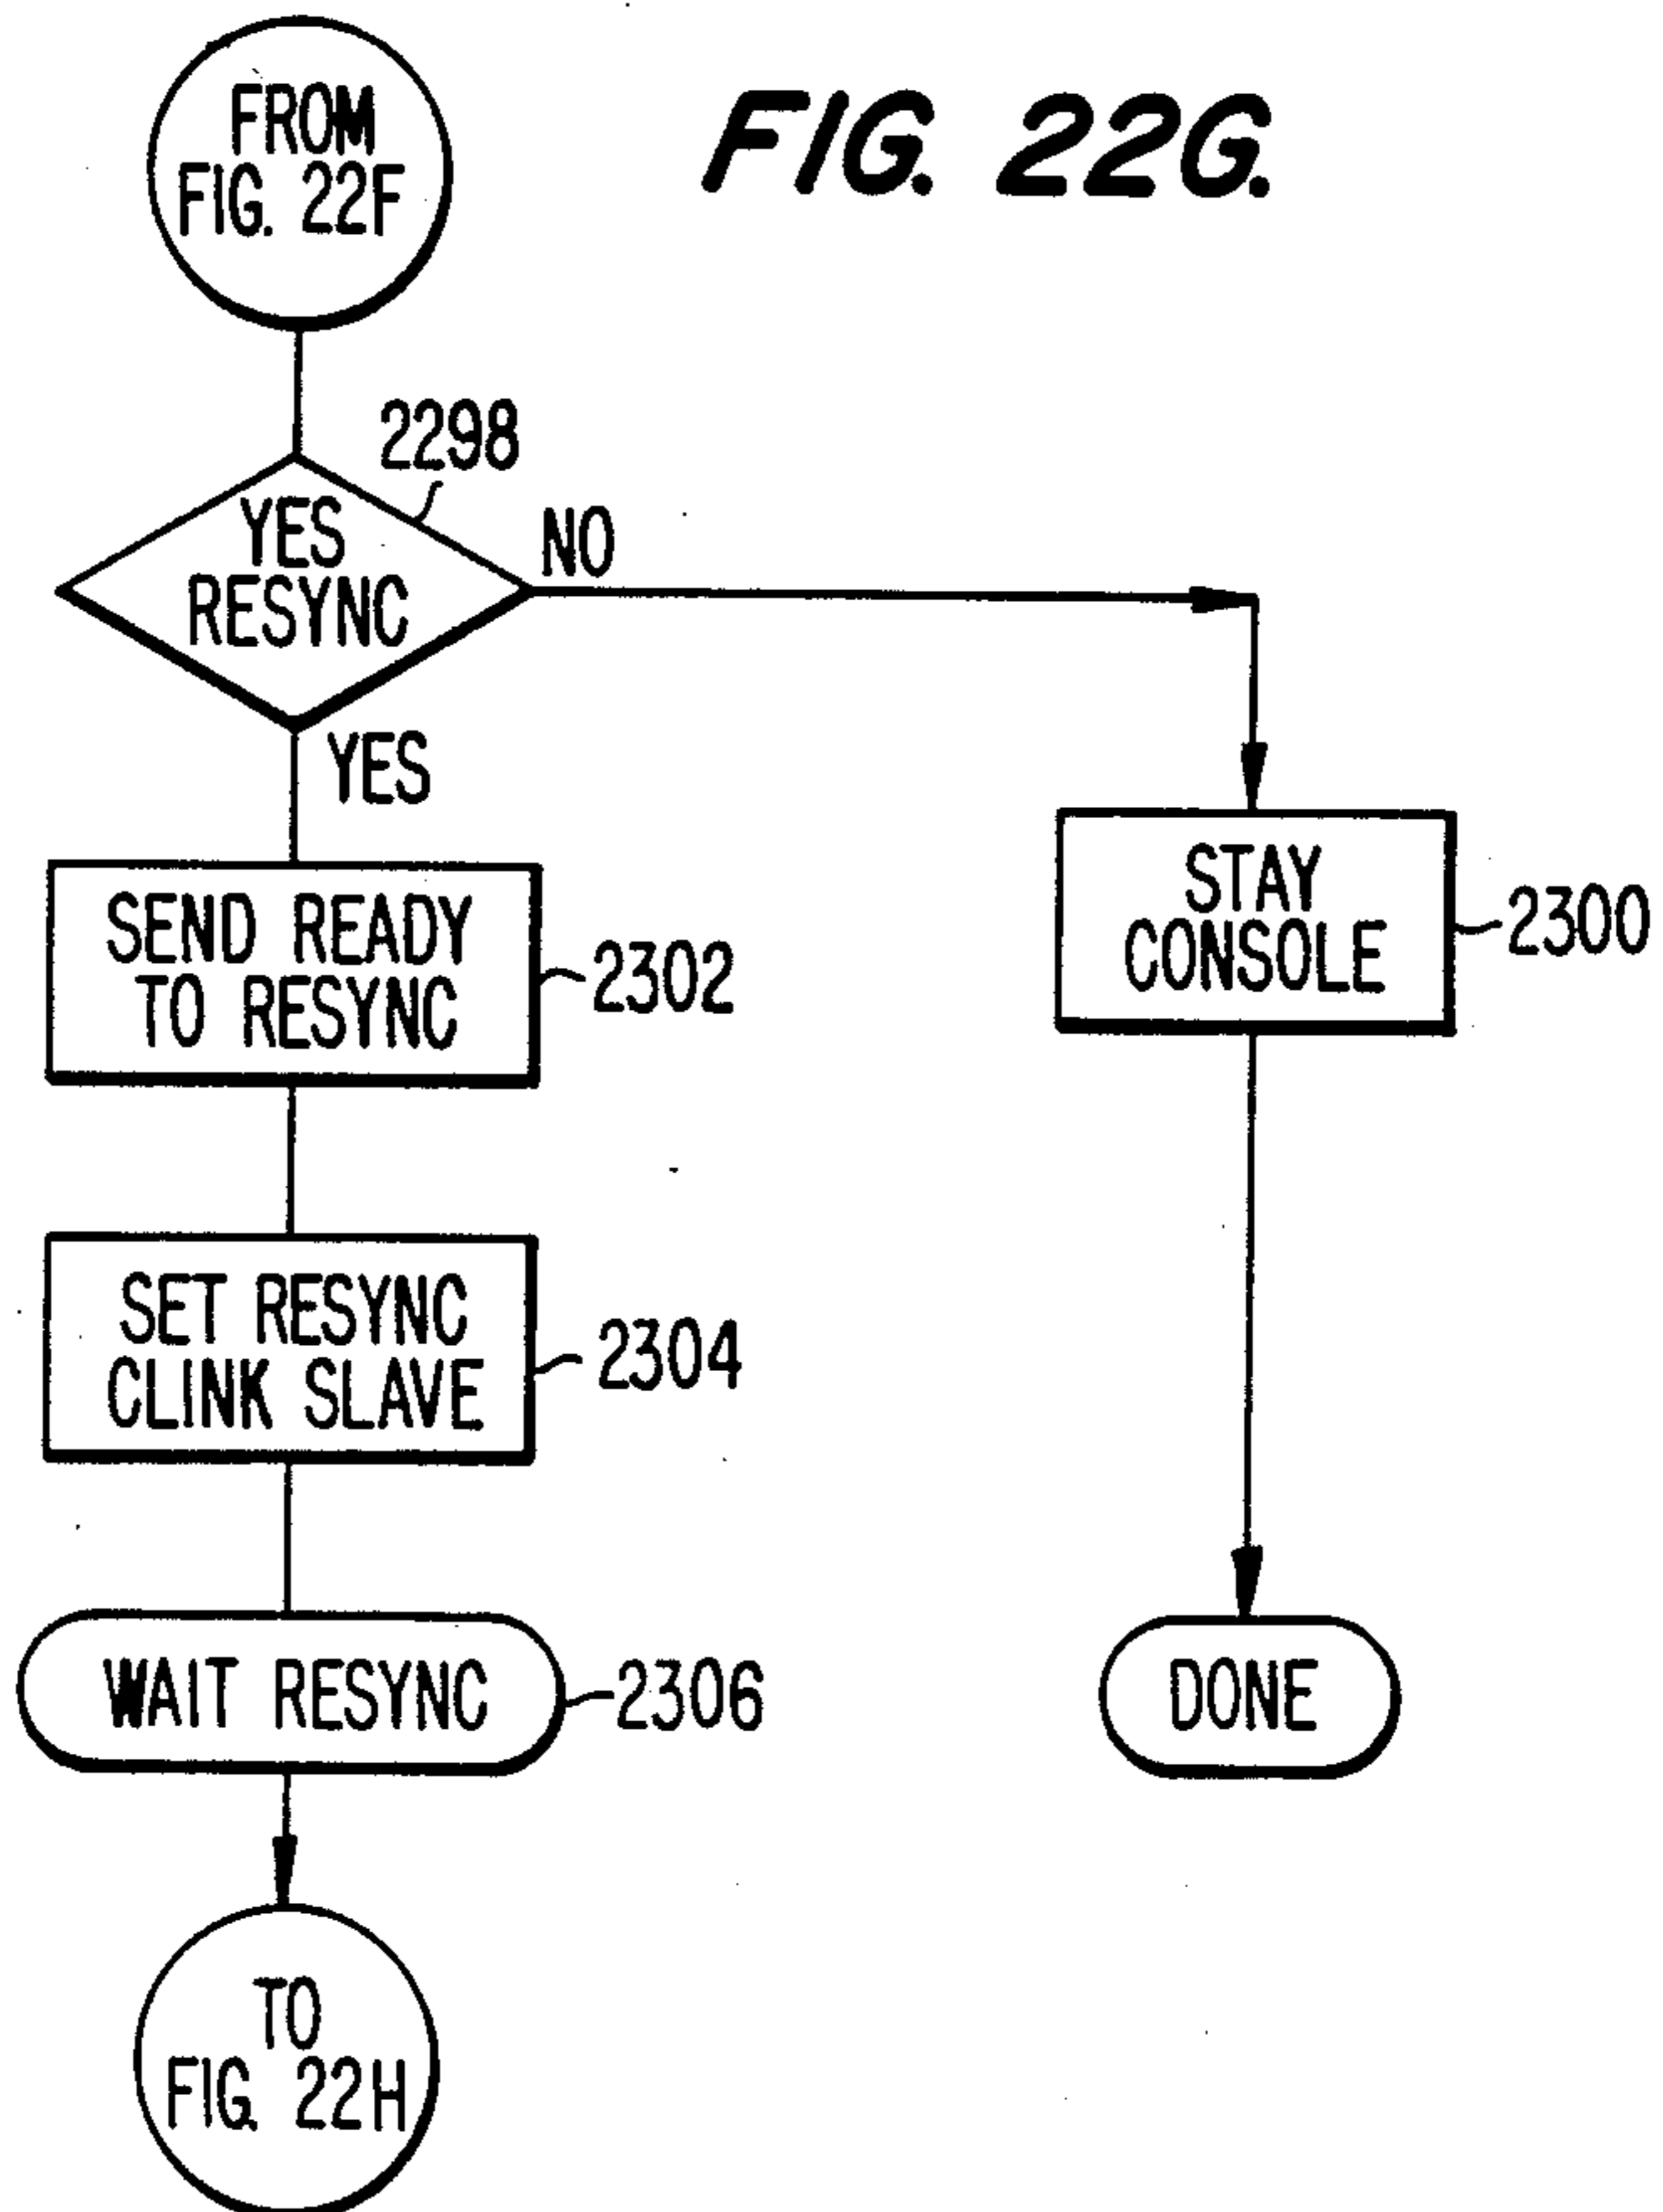 FROM
FIG. 22F
FIG. 22G.
2298
YES
RESYNC
NO
YES
SEND READY
TO RESYNC
2302
STAY
CONSOLE
2300
SET RESYNC
CLINK SLAVE
2304
WAIT RESYNC
2306
DONE
TO
FIG. 22H